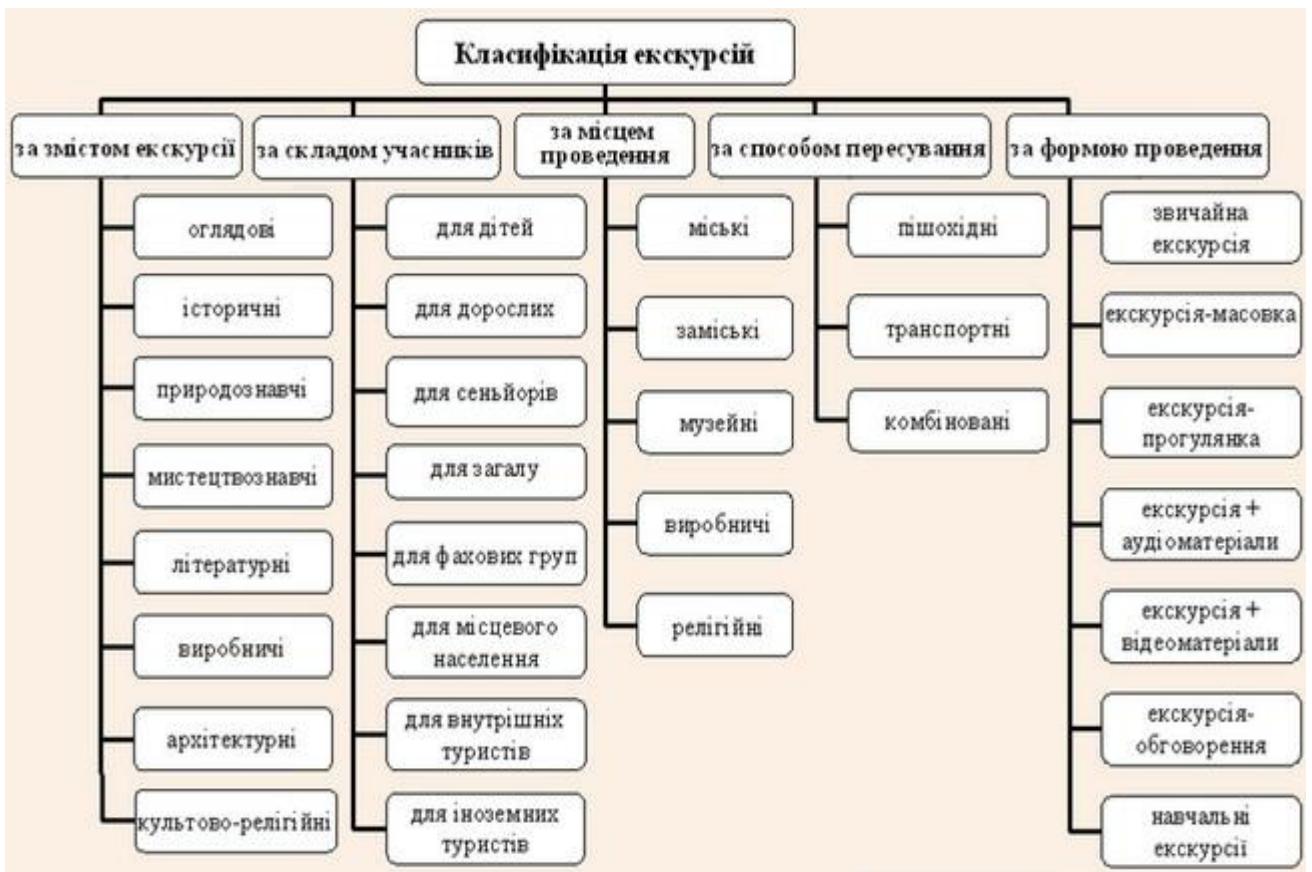 Класифікація екскурсій
за змістом екскурсії
оглядові
історичні
природознавчі
мистецтвознавчі
літературні
виробничі
архітектурні
культово-релігійні
за складом учасників
для дітей
для дорослих
для сеньйорів
для загалу
для фахових груп
для місцевого
населення
для внутрішніх
туристів
для іноземних
туристів
за місцем
проведення
міські
заміські
музейні
виробничі
релігійні
за способом пересування
пішохідні
транспортні
комбіновані
за формою проведення
звичайна
екскурсія
екскурсія-масовка
екскурсія-
прогулянка
екскурсія +
аудіоматеріали
екскурсія +
відеоматеріали
екскурсія-
обговорення
навчальні
екскурсії